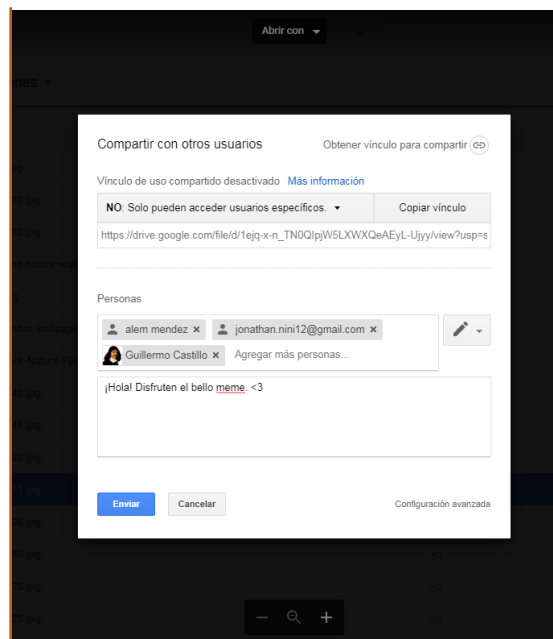 Abrir con
nes
Compartir con otros usuarios
Obtener vínculo para compartir
Vínculo de uso compartido desactivado Más información
NO: Solo pueden acceder usuarios específicos.
Copiar vínculo
https://drive.google.com/file/d/1ejq-x-n_TN0QIpjW5LXWXQeAEyL-Ujyy/view?usp=s
Personas
alem mendez ×
jonathan.nini12@gmail.com ×
Guillermo Castillo ×
Agregar más personas...
¡Hola! Disfruten el bello meme. <3
Enviar
Cancelar
Configuración avanzada